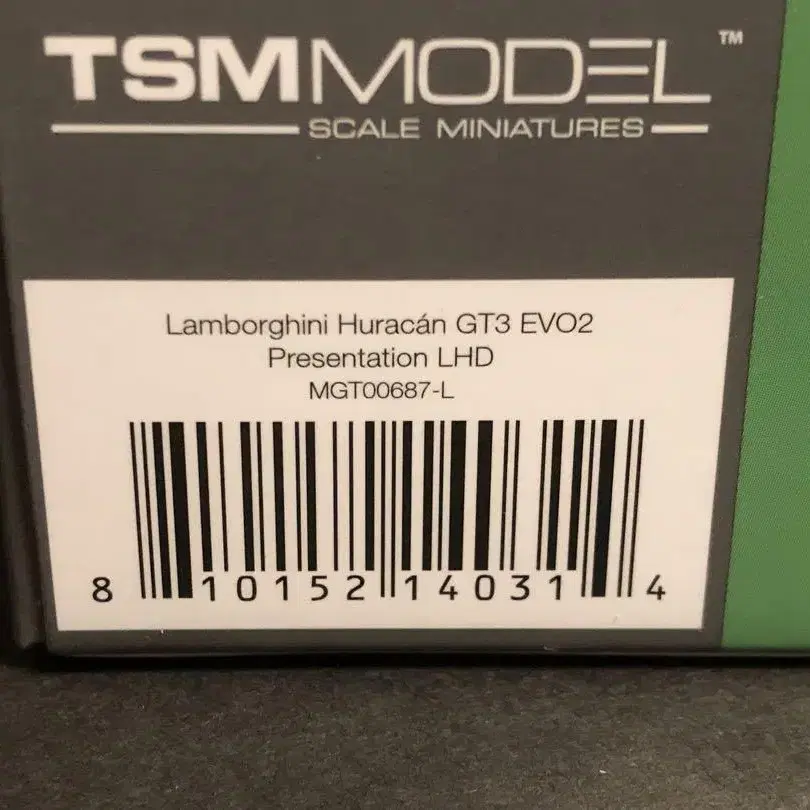 TSMMODEL™
SCALE MINIATURES
Lamborghini Huracán GT3 EVO2
Presentation LHD
MGT00687-L
8 10152 14031 4